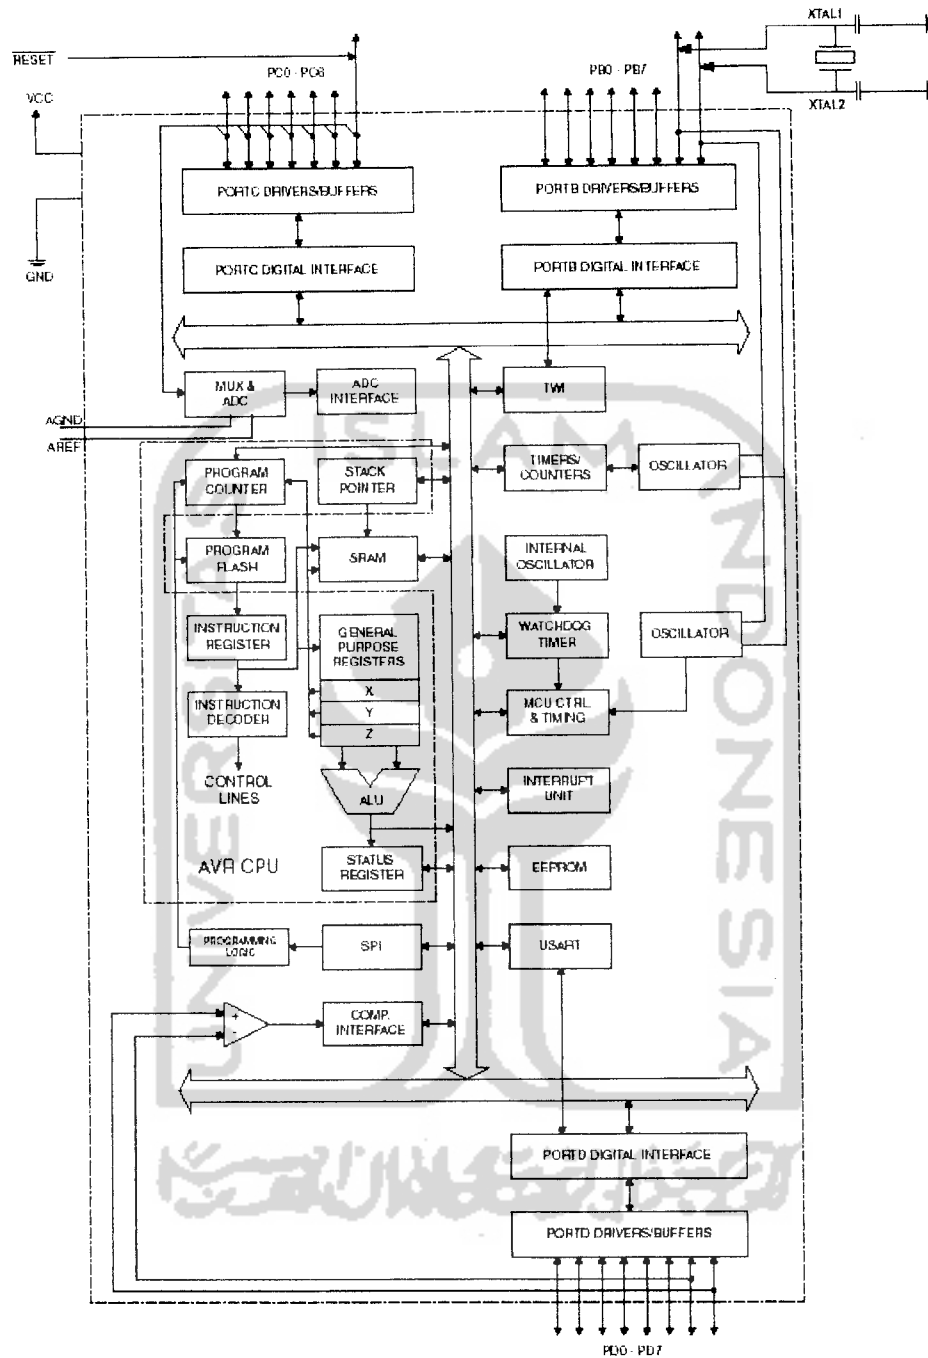 XTAL1
RESET
PC0 - PC6
PB0 - PB7
VCC
XTAL2
PORTC DRIVERS/BUFFERS
PORTB DRIVERS/BUFFERS
PORTC DIGITAL INTERFACE
PORTB DIGITAL INTERFACE
GND
MUX &
ADC
ADC
INTERFACE
TWI
AGND
AREF
PROGRAM
COUNTER
STACK
POINTER
TIMERS/
COUNTERS
OSCILLATOR
PROGRAM
FLASH
SRAM
INTERNAL
OSCILLATOR
INSTRUCTION
REGISTER
GENERAL
PURPOSE
REGISTERS
WATCHDOG
TIMER
OSCILLATOR
X
INSTRUCTION
DECODER
Y
MCU CTRL.
& TIMING
Z
CONTROL
LINES
ALU
INTERRUPT
UNIT
AVR CPU
STATUS
REGISTER
EEPROM
PROGRAMMING
LOGIC
SPI
USART
+
-
COMP.
INTERFACE
PORTD DIGITAL INTERFACE
PORTD DRIVERS/BUFFERS
PD0 - PD7
UNIVERSITAS
ISLAM
INDONESIA